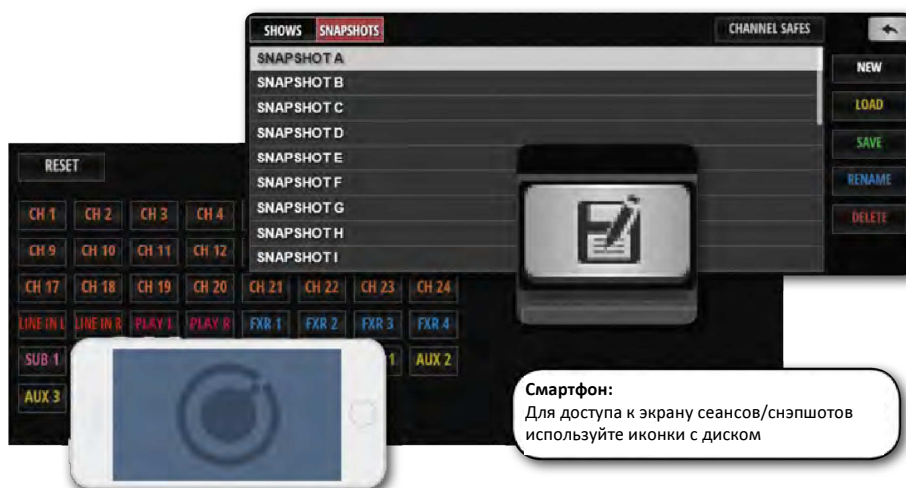 SHOWS SNAPSHOTS CHANNEL SAFES
SNAPSHOT A
NEW
SNAPSHOT B
SNAPSHOT C
LOAD
SNAPSHOT D
SAVE
SNAPSHOT E
RESET
SNAPSHOT F
RENAME
SNAPSHOT G
CH 1 CH 2 CH 3 CH 4
DELETE
SNAPSHOT H
CH 9 CH 10 CH 11 CH 12
SNAPSHOT I
CH 17 CH 18 CH 19 CH 20 CH 21 CH 22 CH 23 CH 24
LINE IN L LINE IN R PLAY L PLAY R FXR 1 FXR 2 FXR 3 FXR 4
SUB 1 1 AUX 2
AUX 3
Смартфон:
Для доступа к экрану сеансов/снэпшотов
используйте иконки с диском